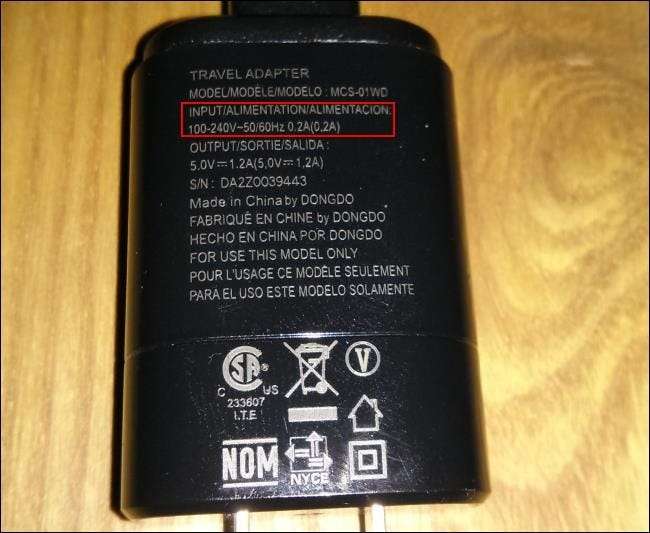 TRAVEL ADAPTER
MODEL/MODÈLE/MODELO : MCS-01WD
INPUT/ALIMENTATION/ALIMENTACIÓN:
100-240V~50/60Hz 0.2A(0,2A)
OUTPUT/SORTIE/SALIDA :
5.0V⎓1.2A(5,0V⎓1,2A)
S/N : DA2Z0039443
Made in China by DONGDO
FABRIQUÉ EN CHINE by DONGDO
HECHO EN CHINA POR DONGDO
FOR USE THIS MODEL ONLY
POUR L'USAGE CE MODÈLE SEULEMENT
PARA EL USO ESTE MODELO SOLAMENTE
C SA® US V
233607
I.T.E
NOM NYCE